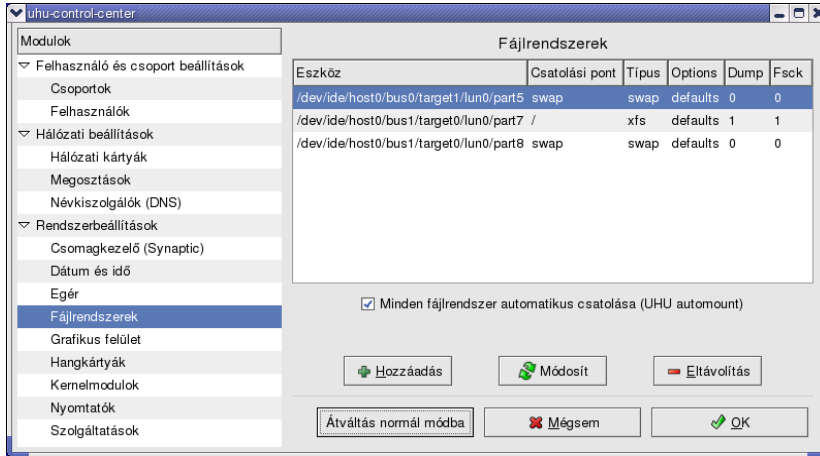 uhu-control-center
Modulok
Felhasználó és csoport beállítások
Csoportok
Felhasználók
Hálózati beállítások
Hálózati kártyák
Megosztások
Névkiszolgálók (DNS)
Rendszerbeállítások
Csomagkezelő (Synaptic)
Dátum és idő
Egér
Fájlrendszerek
Grafikus felület
Hangkártyák
Kernelmodulok
Nyomtatók
Szolgáltatások
Fájlrendszerek
Eszköz Csatolási pont Típus Options Dump Fsck
/dev/ide/host0/bus0/target1/lun0/part5 swap swap defaults 0 0
/dev/ide/host0/bus1/target0/lun0/part7 / xfs defaults 1 1
/dev/ide/host0/bus1/target0/lun0/part8 swap swap defaults 0 0
Minden fájlrendszer automatikus csatolása (UHU automount)
Hozzáadás Módosít Eltávolítás
Átváltás normál módba Mégsem OK